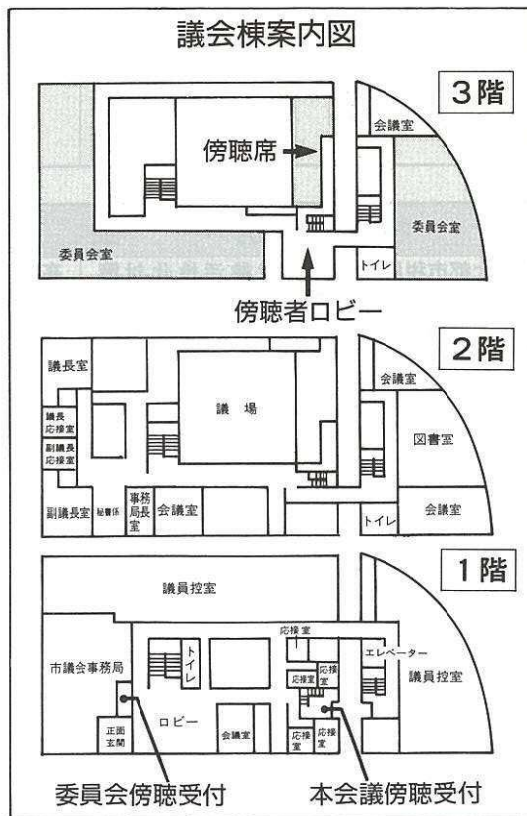 議会棟案内図
3階
会議室
傍聴席
委員会室
委員会室
トイレ
傍聴者ロビー
2階
議長室
会議室
議場
議長
応接室
副議長
応接室
図書室
副議長室
秘書係
事務
局長
室
会議室
トイレ
会議室
1階
議員控室
応接室
エレベーター
市議会事務局
トイレ
応接室
応接
室
議員控室
正面
玄関
ロビー
会議室
応接
室
応接
室
委員会傍聴受付
本会議傍聴受付